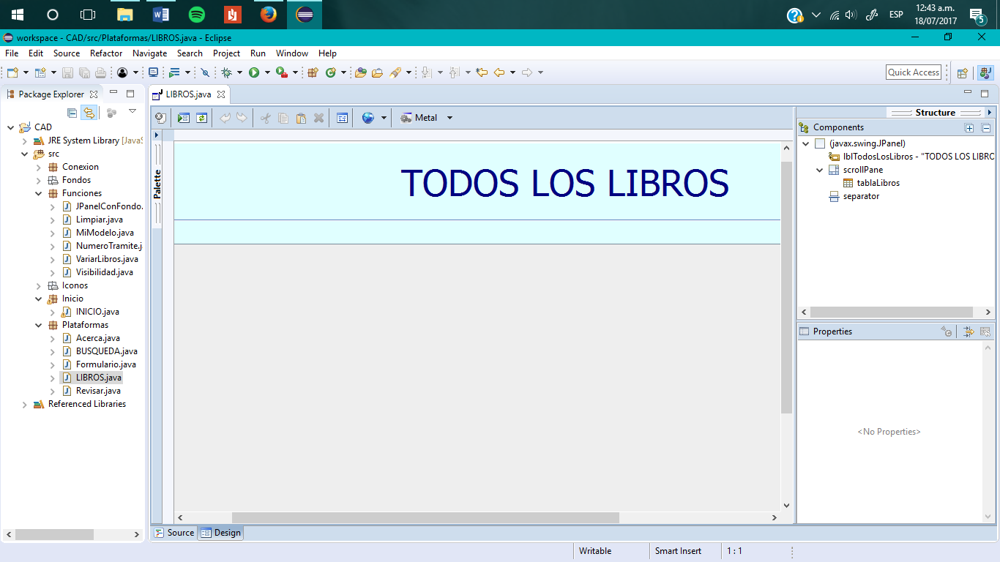 ESP
12:43 a.m.
18/07/2017
5
workspace - CAD/src/Plataformas/LIBROS.java - Eclipse
File Edit Source Refactor Navigate Search Project Run Window Help
Quick Access
Package Explorer
CAD
JRE System Library [JavaS
src
Conexion
Fondos
Funciones
JPanelConFondo.
Limpiar.java
MiModelo.java
NumeroTramite.j
VariarLibros.java
Visibilidad.java
Iconos
Inicio
INICIO.java
Plataformas
Acerca.java
BUSQUEDA.java
Formulario.java
LIBROS.java
Revisar.java
Referenced Libraries
LIBROS.java
Metal
Palette
TODOS LOS LIBROS
Source Design
Structure
Components
(javax.swing.JPanel)
lblTodosLosLibros - "TODOS LOS LIBRO
scrollPane
tablaLibros
separator
Properties
<No Properties>
Writable Smart Insert 1 : 1